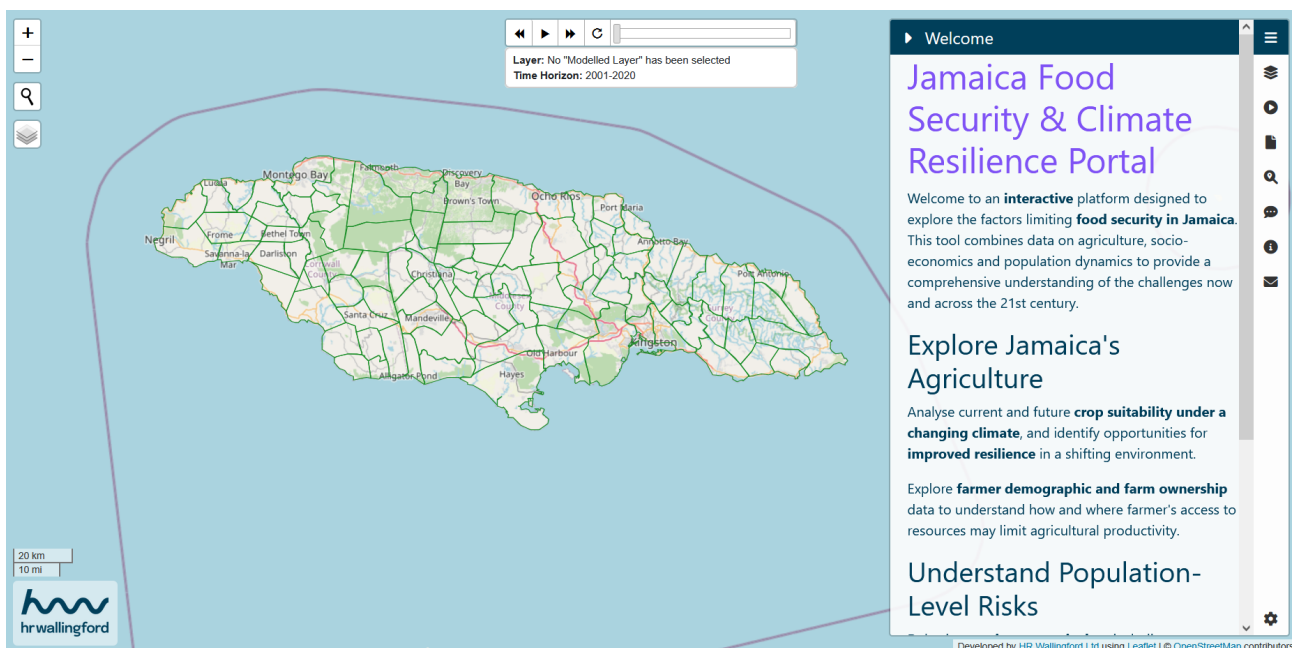 +
−
Layer: No "Modelled Layer" has been selected
Time Horizon: 2001-2020
Montego Bay
Falmouth
Discovery
Bay
Lucea
Brown's Town
Ocho Rios
Port Maria
Negril
Frome
Bethel Town
Annotto Bay
Savanna-la
Mar
Darliston
Cornwall
County
Christiana
Port Antonio
Middlesex
County
Surrey
County
Santa Cruz
Mandeville
Kingston
Old Harbour
Alligator Pond
Hayes
20 km
10 mi
hrwallingford
Welcome
Jamaica Food
Security & Climate
Resilience Portal
Welcome to an interactive platform designed to
explore the factors limiting food security in Jamaica.
This tool combines data on agriculture, socio-
economics and population dynamics to provide a
comprehensive understanding of the challenges now
and across the 21st century.
Explore Jamaica's
Agriculture
Analyse current and future crop suitability under a
changing climate, and identify opportunities for
improved resilience in a shifting environment.
Explore farmer demographic and farm ownership
data to understand how and where farmer's access to
resources may limit agricultural productivity.
Understand Population-
Level Risks
Developed by HR Wallingford Ltd using Leaflet | © OpenStreetMap contributors